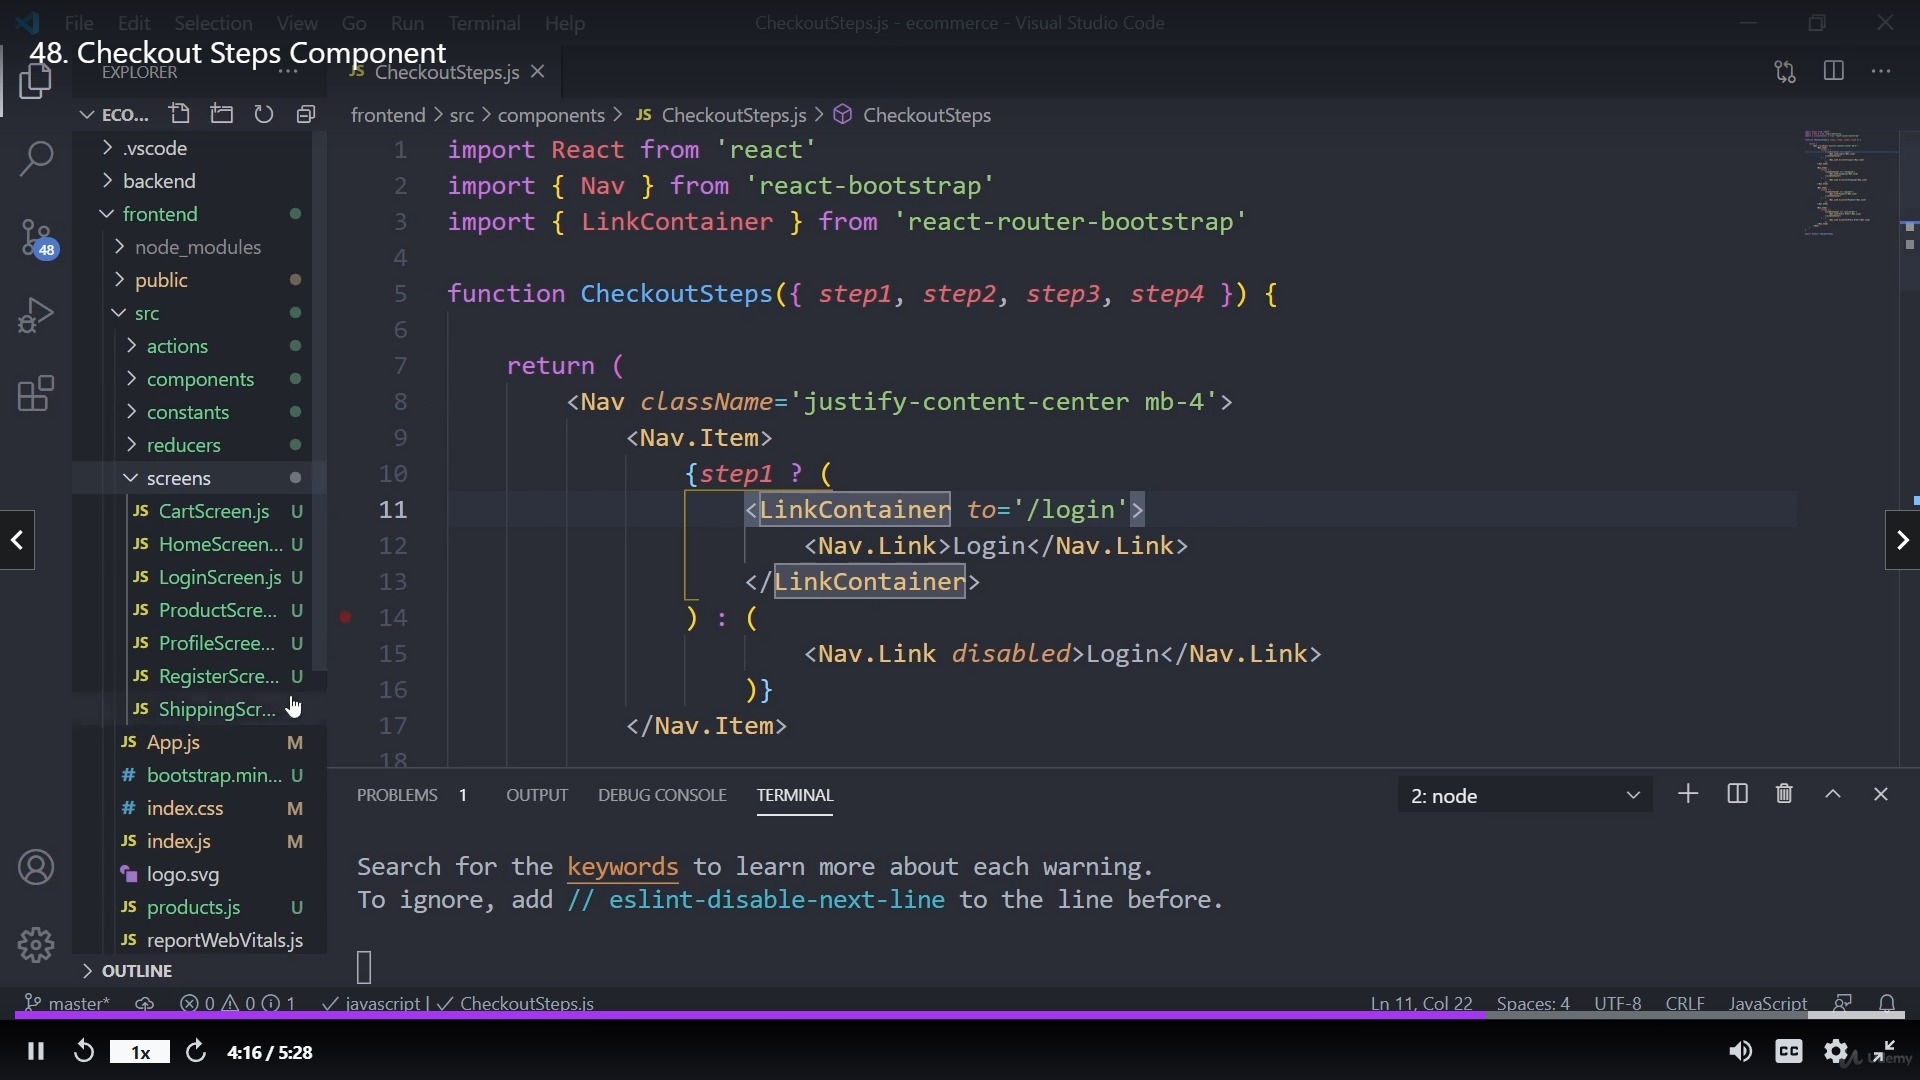 File Edit Selection View Go Run Terminal Help
CheckoutSteps.js - ecommerce - Visual Studio Code
48. Checkout Steps Component
EXPLORER
JS CheckoutSteps.js
ECO...
frontend > src > components > JS CheckoutSteps.js > CheckoutSteps
48
.vscode
backend
frontend
node_modules
public
src
actions
components
constants
reducers
screens
JS CartScreen.js U
JS HomeScreen... U
JS LoginScreen.js U
JS ProductScre... U
JS ProfileScree... U
JS RegisterScre... U
JS ShippingScr...
JS App.js M
# bootstrap.min... U
# index.css M
JS index.js M
logo.svg
JS products.js U
JS reportWebVitals.js
OUTLINE
1 import React from 'react'
2 import { Nav } from 'react-bootstrap'
3 import { LinkContainer } from 'react-router-bootstrap'
4
5 function CheckoutSteps({ step1, step2, step3, step4 }) {
6
7 return (
8 <Nav className='justify-content-center mb-4'>
9 <Nav.Item>
10 {step1 ? (
11 <LinkContainer to='/login'>
12 <Nav.Link>Login</Nav.Link>
13 </LinkContainer>
14 ) : (
15 <Nav.Link disabled>Login</Nav.Link>
16 )}
17 </Nav.Item>
18
PROBLEMS 1 OUTPUT DEBUG CONSOLE TERMINAL
2: node
Search for the keywords to learn more about each warning.
To ignore, add // eslint-disable-next-line to the line before.
master* 0 0 1 javascript | CheckoutSteps.js
Ln 11, Col 22 Spaces: 4 UTF-8 CRLF JavaScript
1x 4:16 / 5:28
CC
Udemy